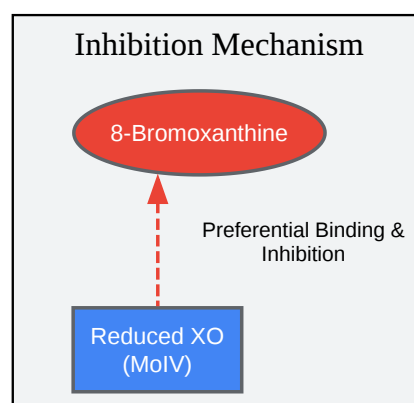 Inhibition Mechanism
8-Bromoxanthine
Preferential Binding &
Inhibition
Reduced XO
(MoIV)